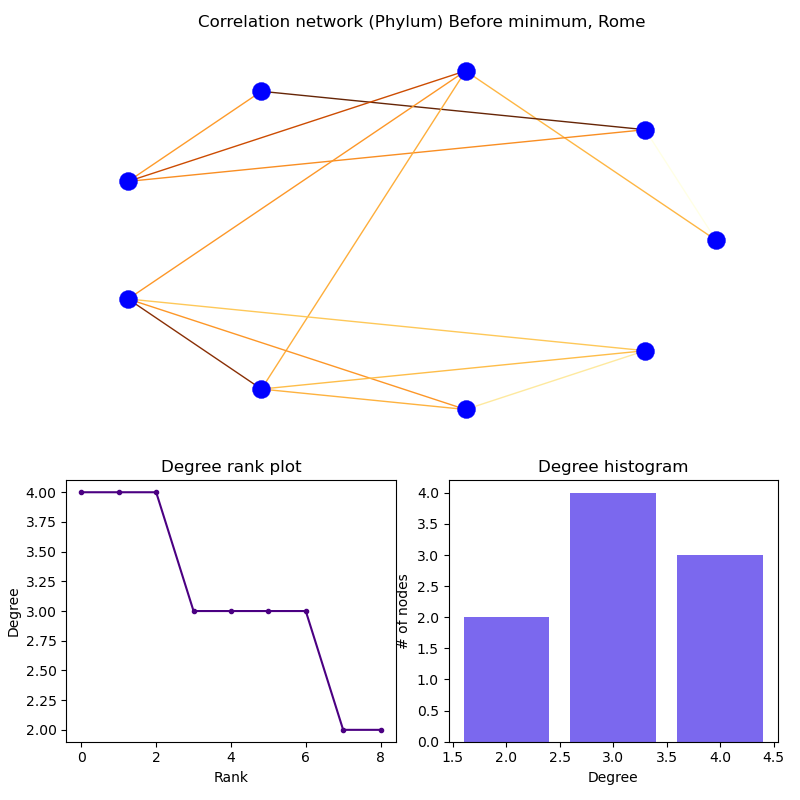 Correlation network (Phylum) Before minimum, Rome
Degree rank plot
4.00
3.75
3.50
3.25
3.00
2.75
2.50
2.25
2.00
Degree
0 2 4 6 8
Rank
Degree histogram
4.0
3.5
3.0
2.5
2.0
1.5
1.0
0.5
0.0
# of nodes
1.5 2.0 2.5 3.0 3.5 4.0 4.5
Degree